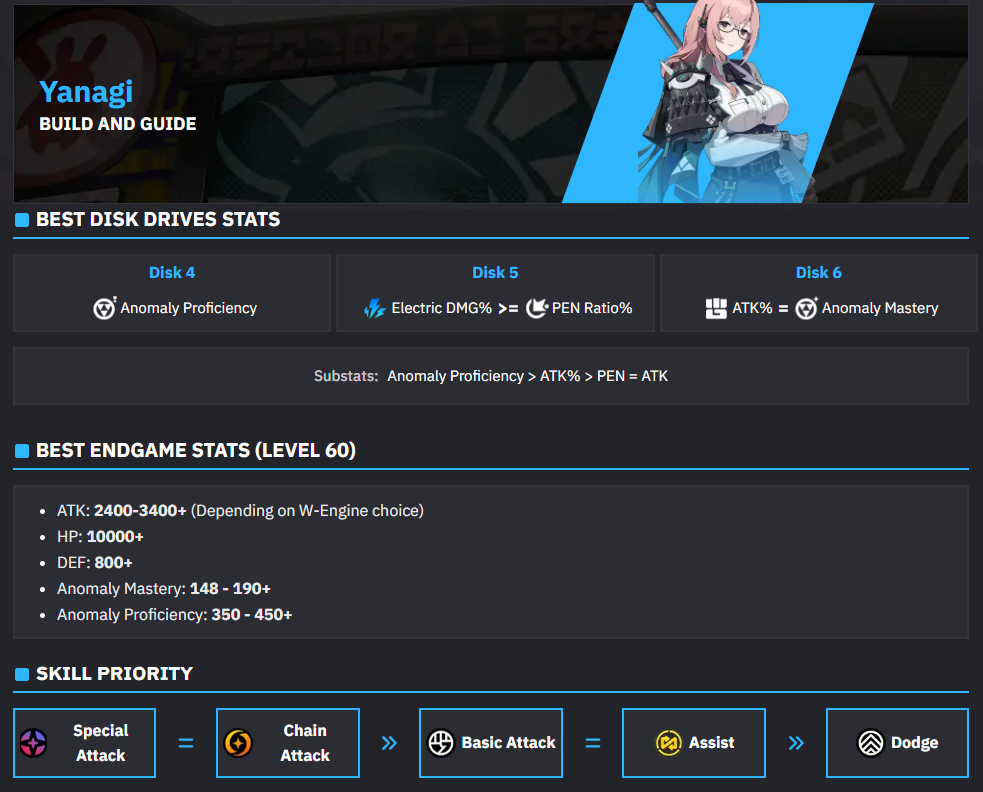 Yanagi
BUILD AND GUIDE
BEST DISK DRIVES STATS
Disk 4
Anomaly Proficiency
Disk 5
Electric DMG% >= PEN Ratio%
Disk 6
ATK% = Anomaly Mastery
Substats: Anomaly Proficiency > ATK% > PEN = ATK
BEST ENDGAME STATS (LEVEL 60)
• ATK: 2400-3400+ (Depending on W-Engine choice)
• HP: 10000+
• DEF: 800+
• Anomaly Mastery: 148 - 190+
• Anomaly Proficiency: 350 - 450+
SKILL PRIORITY
Special
Attack
=
Chain
Attack
»
Basic Attack
=
Assist
»
Dodge